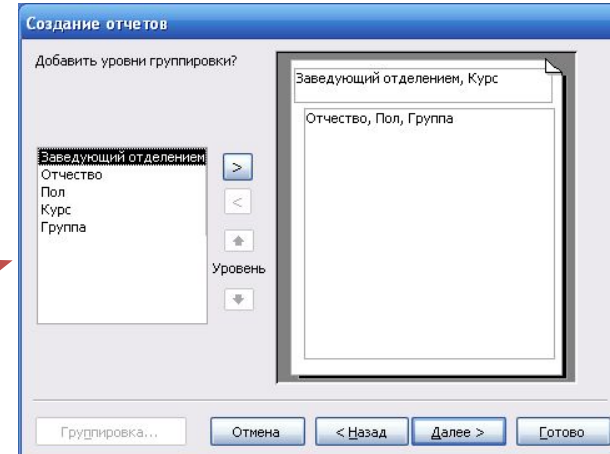 Создание отчетов
Добавить уровни группировки?
Заведующий отделением
Отчество
Пол
Курс
Группа
>
<
Уровень
Заведующий отделением, Курс
Отчество, Пол, Группа
Группировка...
Отмена
< Назад
Далее >
Готово